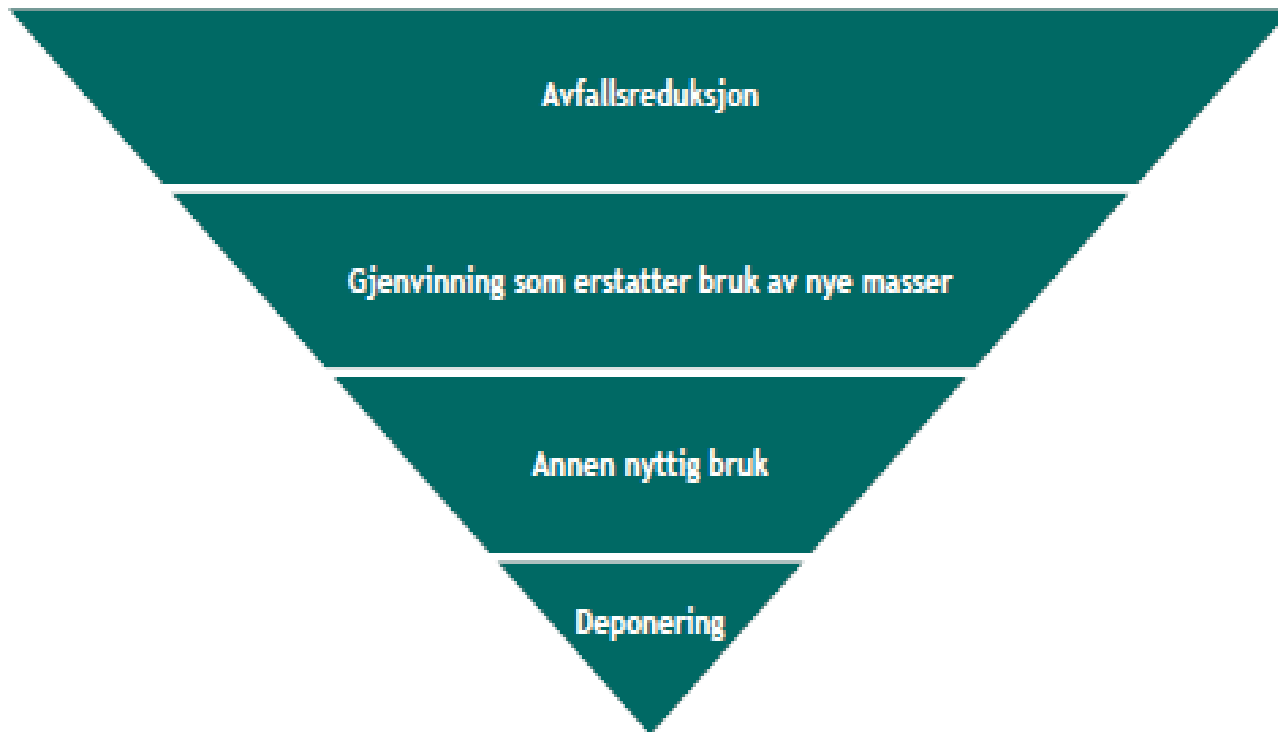 Avfallsreduksjon
Gjenvinning som erstatter bruk av nye masser
Annen nyttig bruk
Deponering